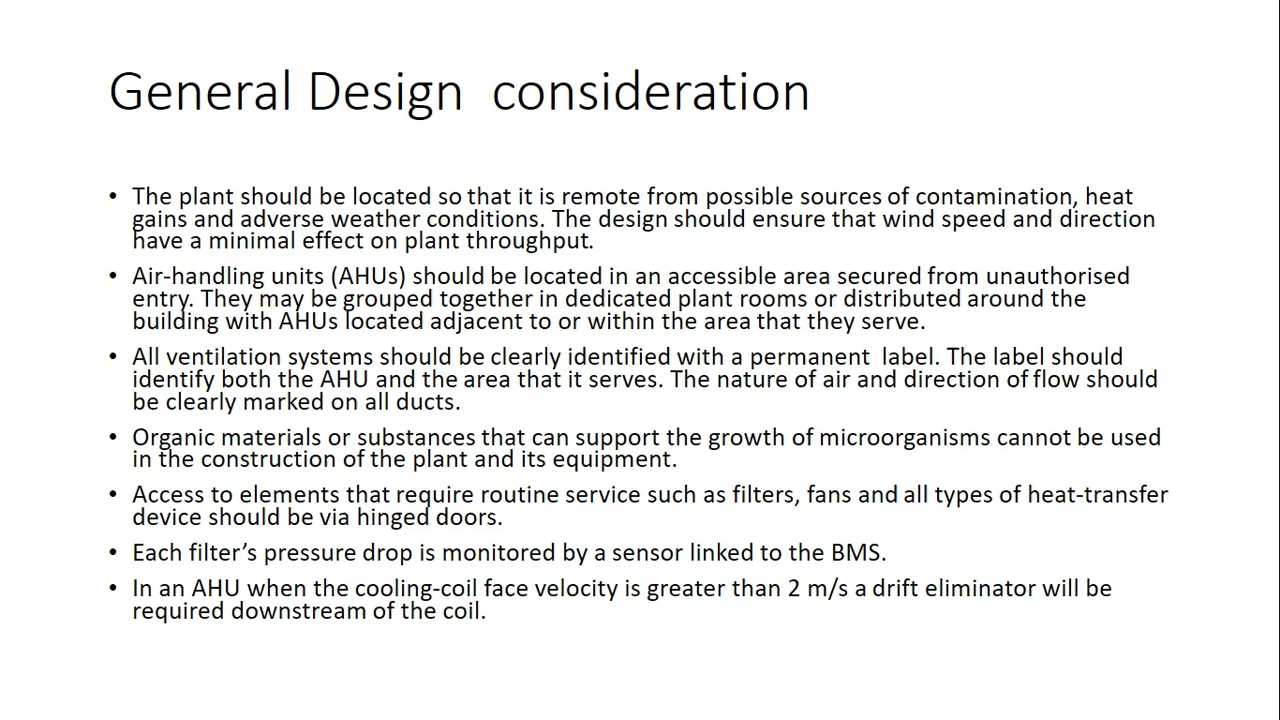 General Design  consideration
• The plant should be located so that it is remote from possible sources of contamination, heat
gains and adverse weather conditions. The design should ensure that wind speed and direction
have a minimal effect on plant throughput.
• Air-handling units (AHUs) should be located in an accessible area secured from unauthorised
entry. They may be grouped together in dedicated plant rooms or distributed around the
building with AHUs located adjacent to or within the area that they serve.
• All ventilation systems should be clearly identified with a permanent  label. The label should
identify both the AHU and the area that it serves. The nature of air and direction of flow should
be clearly marked on all ducts.
• Organic materials or substances that can support the growth of microorganisms cannot be used
in the construction of the plant and its equipment.
• Access to elements that require routine service such as filters, fans and all types of heat-transfer
device should be via hinged doors.
• Each filter’s pressure drop is monitored by a sensor linked to the BMS.
• In an AHU when the cooling-coil face velocity is greater than 2 m/s a drift eliminator will be
required downstream of the coil.